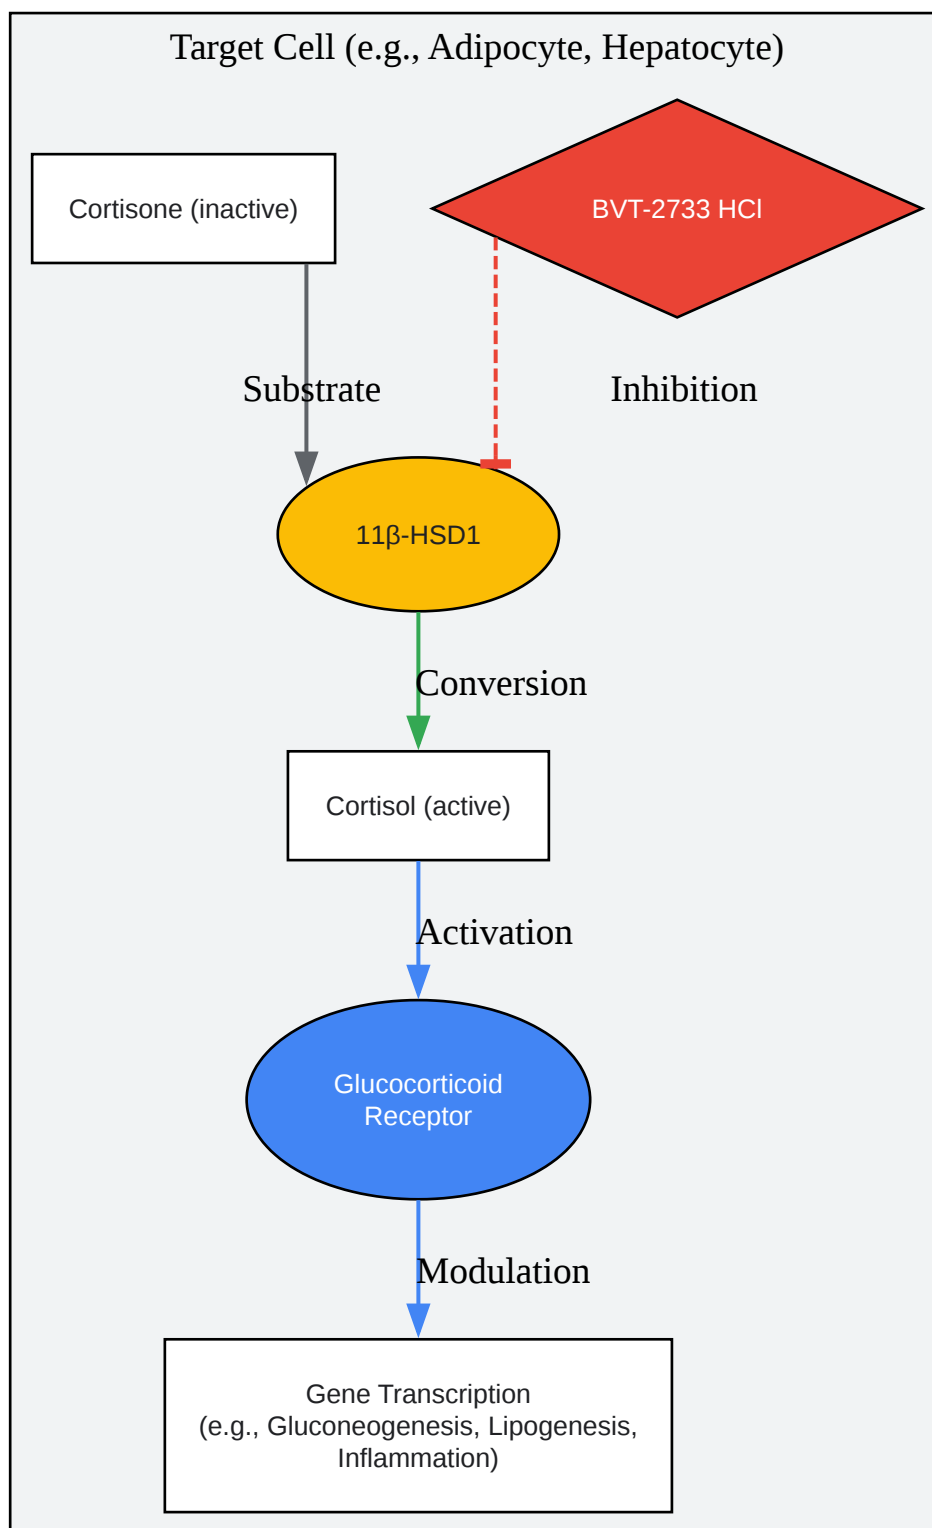 Target Cell (e.g., Adipocyte, Hepatocyte)
Cortisone (inactive)
BVT-2733 HCl
Substrate
Inhibition
11β-HSD1
Conversion
Cortisol (active)
Activation
Glucocorticoid
Receptor
Modulation
Gene Transcription
(e.g., Gluconeogenesis, Lipogenesis,
Inflammation)